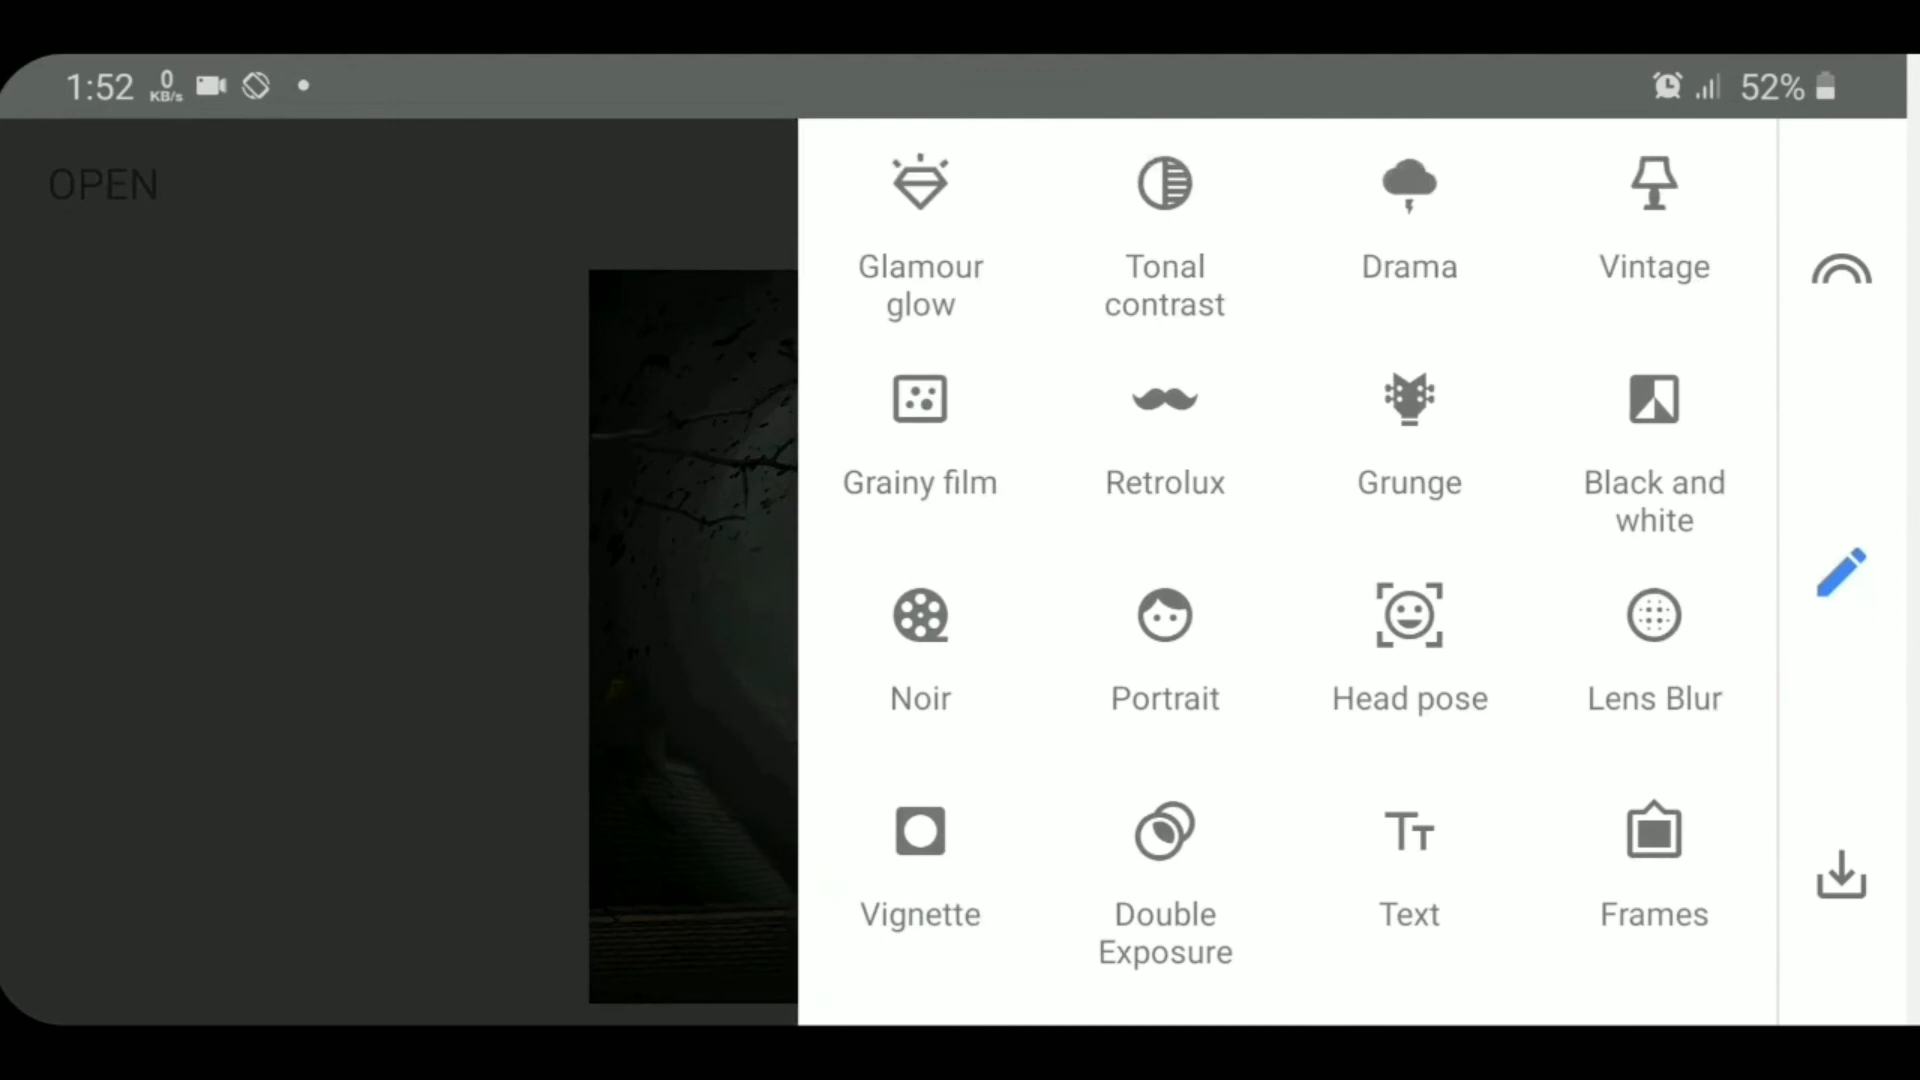 1:52 0 KB/s 52%
OPEN
Glamour glow
Tonal contrast
Drama
Vintage
Grainy film
Retrolux
Grunge
Black and white
Noir
Portrait
Head pose
Lens Blur
Vignette
Double Exposure
Text
Frames